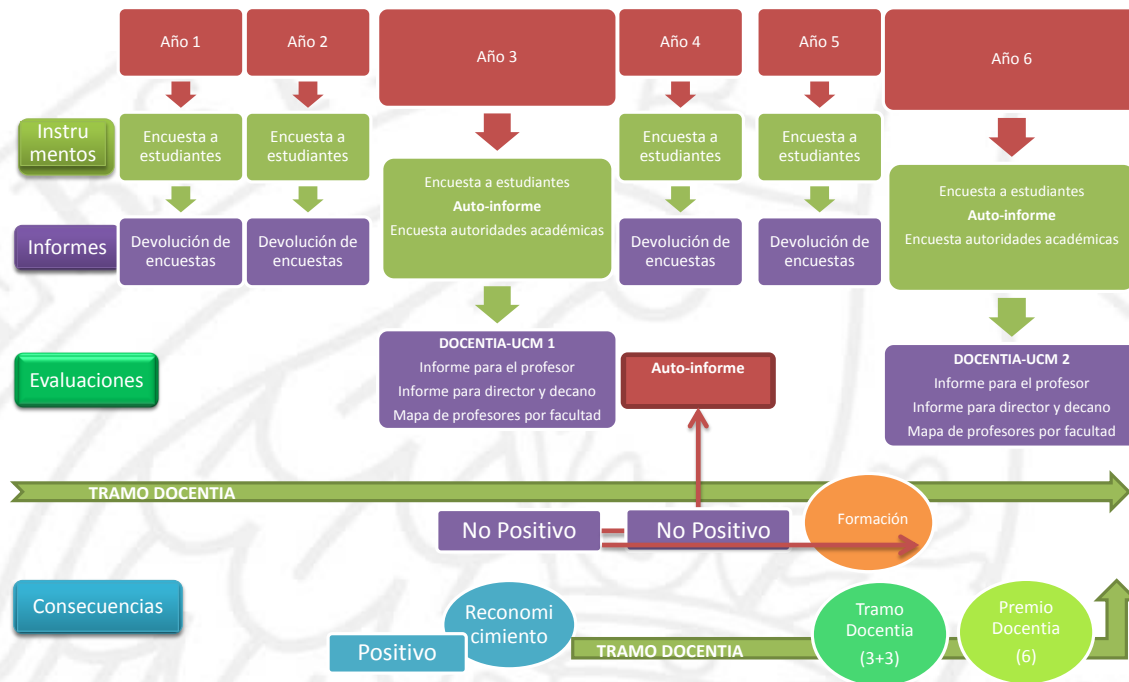 Año 1
Año 2
Año 3
Año 4
Año 5
Año 6
Instru
mentos
Encuesta a
estudiantes
Encuesta a
estudiantes
Encuesta a estudiantes
Auto-informe
Encuesta autoridades académicas
Encuesta a
estudiantes
Encuesta a
estudiantes
Encuesta a estudiantes
Auto-informe
Encuesta autoridades académicas
Informes
Devolución de
encuestas
Devolución de
encuestas
Devolución de
encuestas
Devolución de
encuestas
Evaluaciones
DOCENTIA-UCM 1
Informe para el profesor
Informe para director y decano
Mapa de profesores por facultad
Auto-informe
DOCENTIA-UCM 2
Informe para el profesor
Informe para director y decano
Mapa de profesores por facultad
TRAMO DOCENTIA
No Positivo
No Positivo
Formación
Consecuencias
Positivo
Reconomi
cimiento
TRAMO DOCENTIA
Tramo
Docentia
(3+3)
Premio
Docentia
(6)